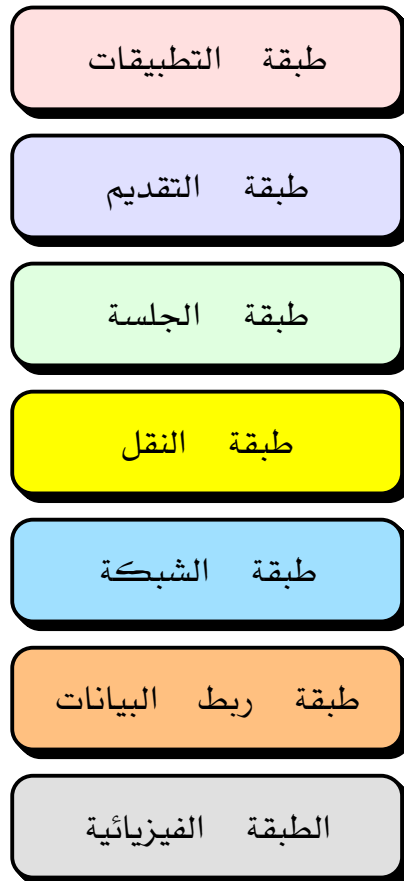 طبقة التطبيقات
طبقة التقديم
طبقة الجلسة
طبقة النقل
طبقة الشبكة
طبقة ربط البيانات
الطبقة الفيزيائية